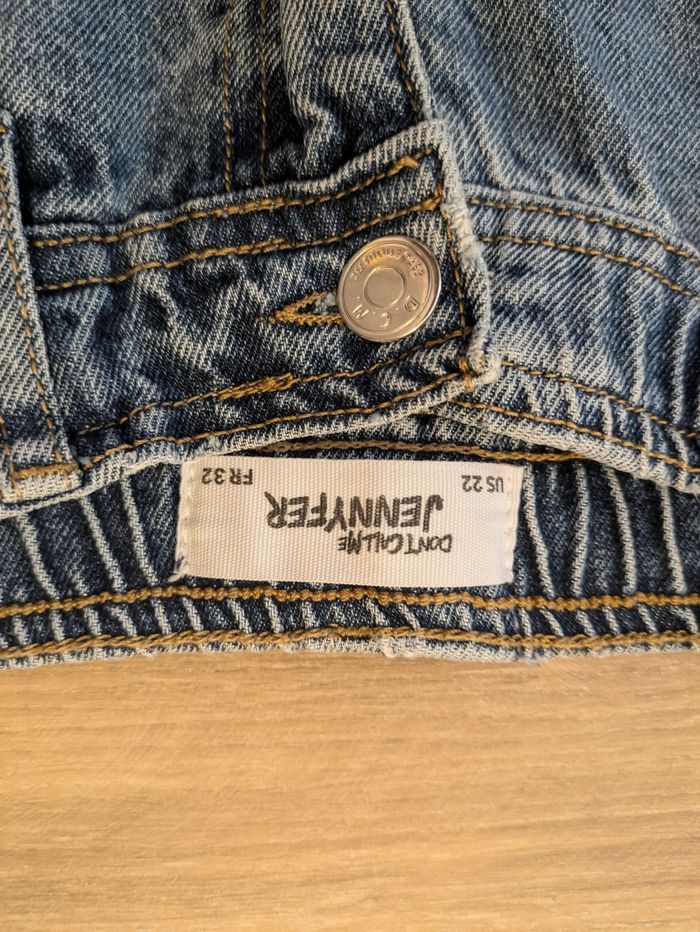 US 22
FR 32
DON'T CALL ME
JENNYFER
D.C.M.